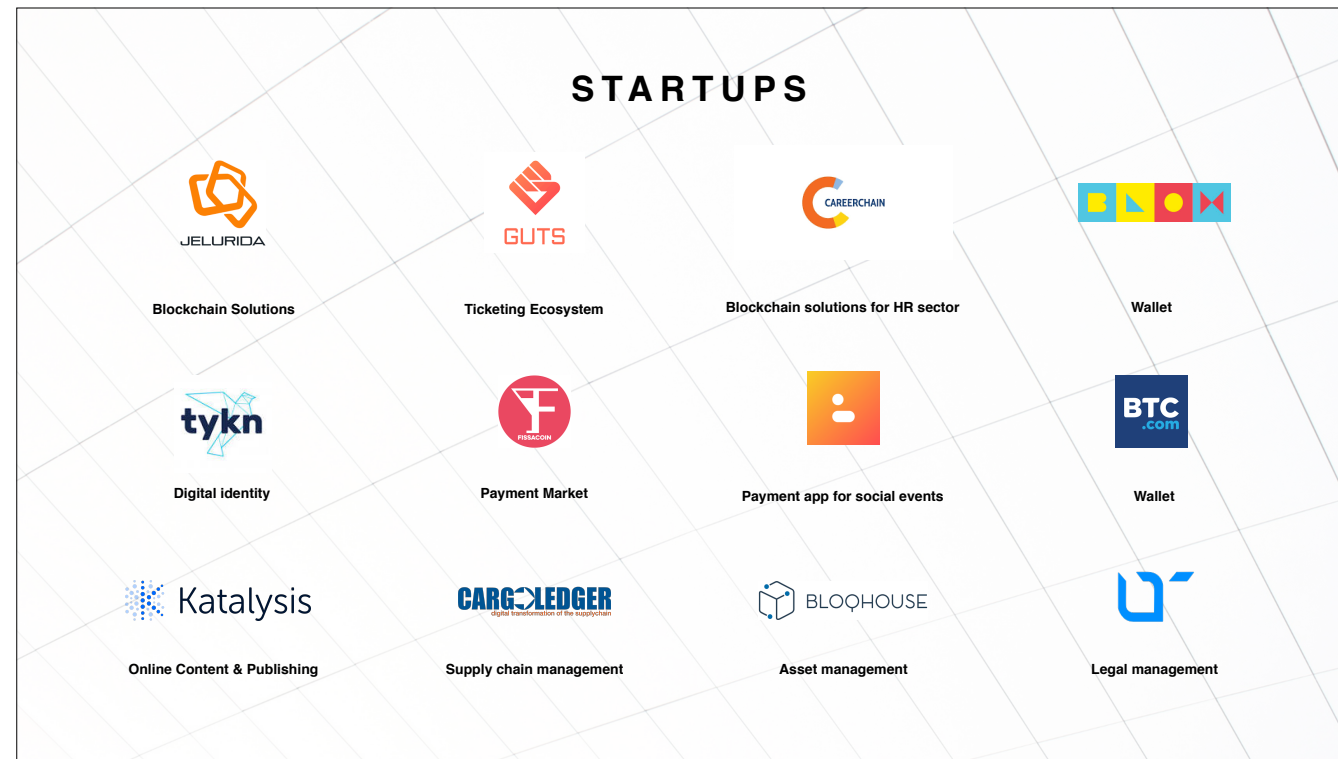 STARTUPS
JELURIDA
GUTS
CAREERCHAIN
BLOM
Blockchain Solutions
Ticketing Ecosystem
Blockchain solutions for HR sector
Wallet
tykn
FISSACOIN
BTC
.com
Digital identity
Payment Market
Payment app for social events
Wallet
Katalysis
CARGOLEDGER
digital transformation of the supplychain
BLOQHOUSE
Online Content & Publishing
Supply chain management
Asset management
Legal management